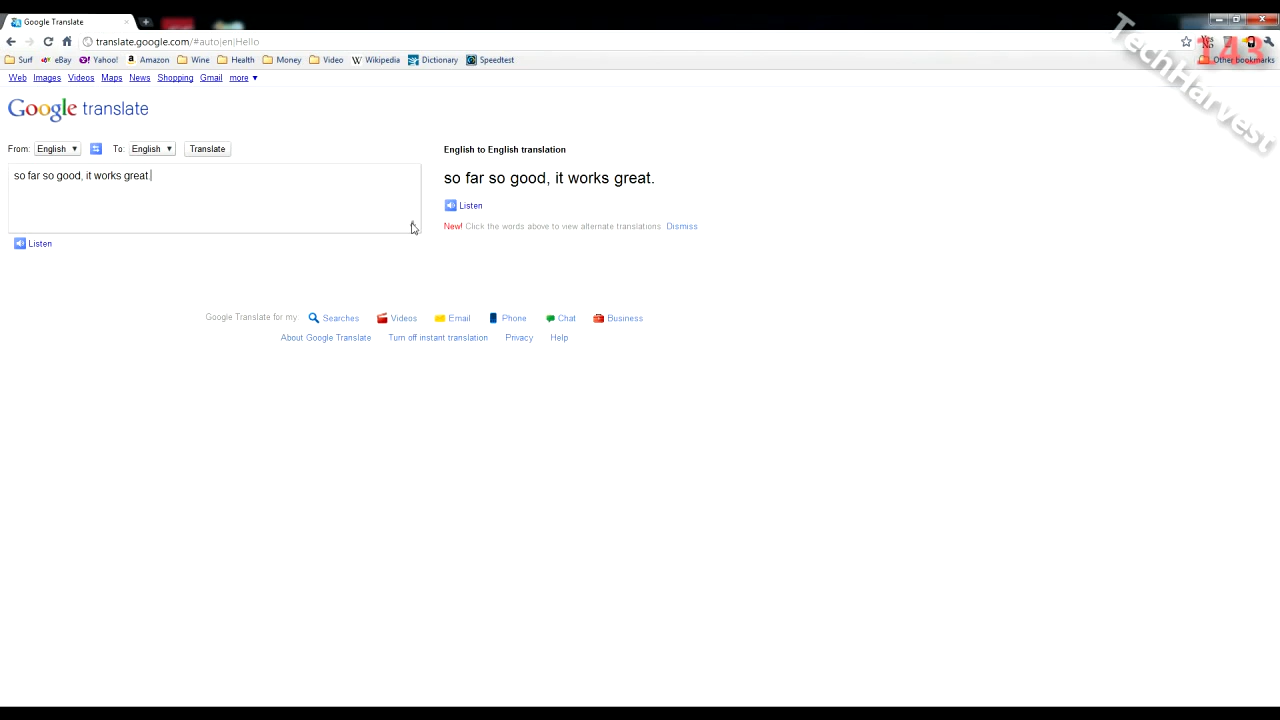 Google Translate
translate.google.com/#auto|en|Hello
Surf eBay Yahoo! Amazon Wine Health Money Video Wikipedia Dictionary Speedtest Other bookmarks
Web Images Videos Maps News Shopping Gmail more ▼
Google translate
From: English ▼ To: English ▼ Translate
so far so good, it works great
Listen
English to English translation
so far so good, it works great.
Listen
New! Click the words above to view alternate translations. Dismiss
Google Translate for my: Searches Videos Email Phone Chat Business
About Google Translate Turn off instant translation Privacy Help
TechHarvest
143